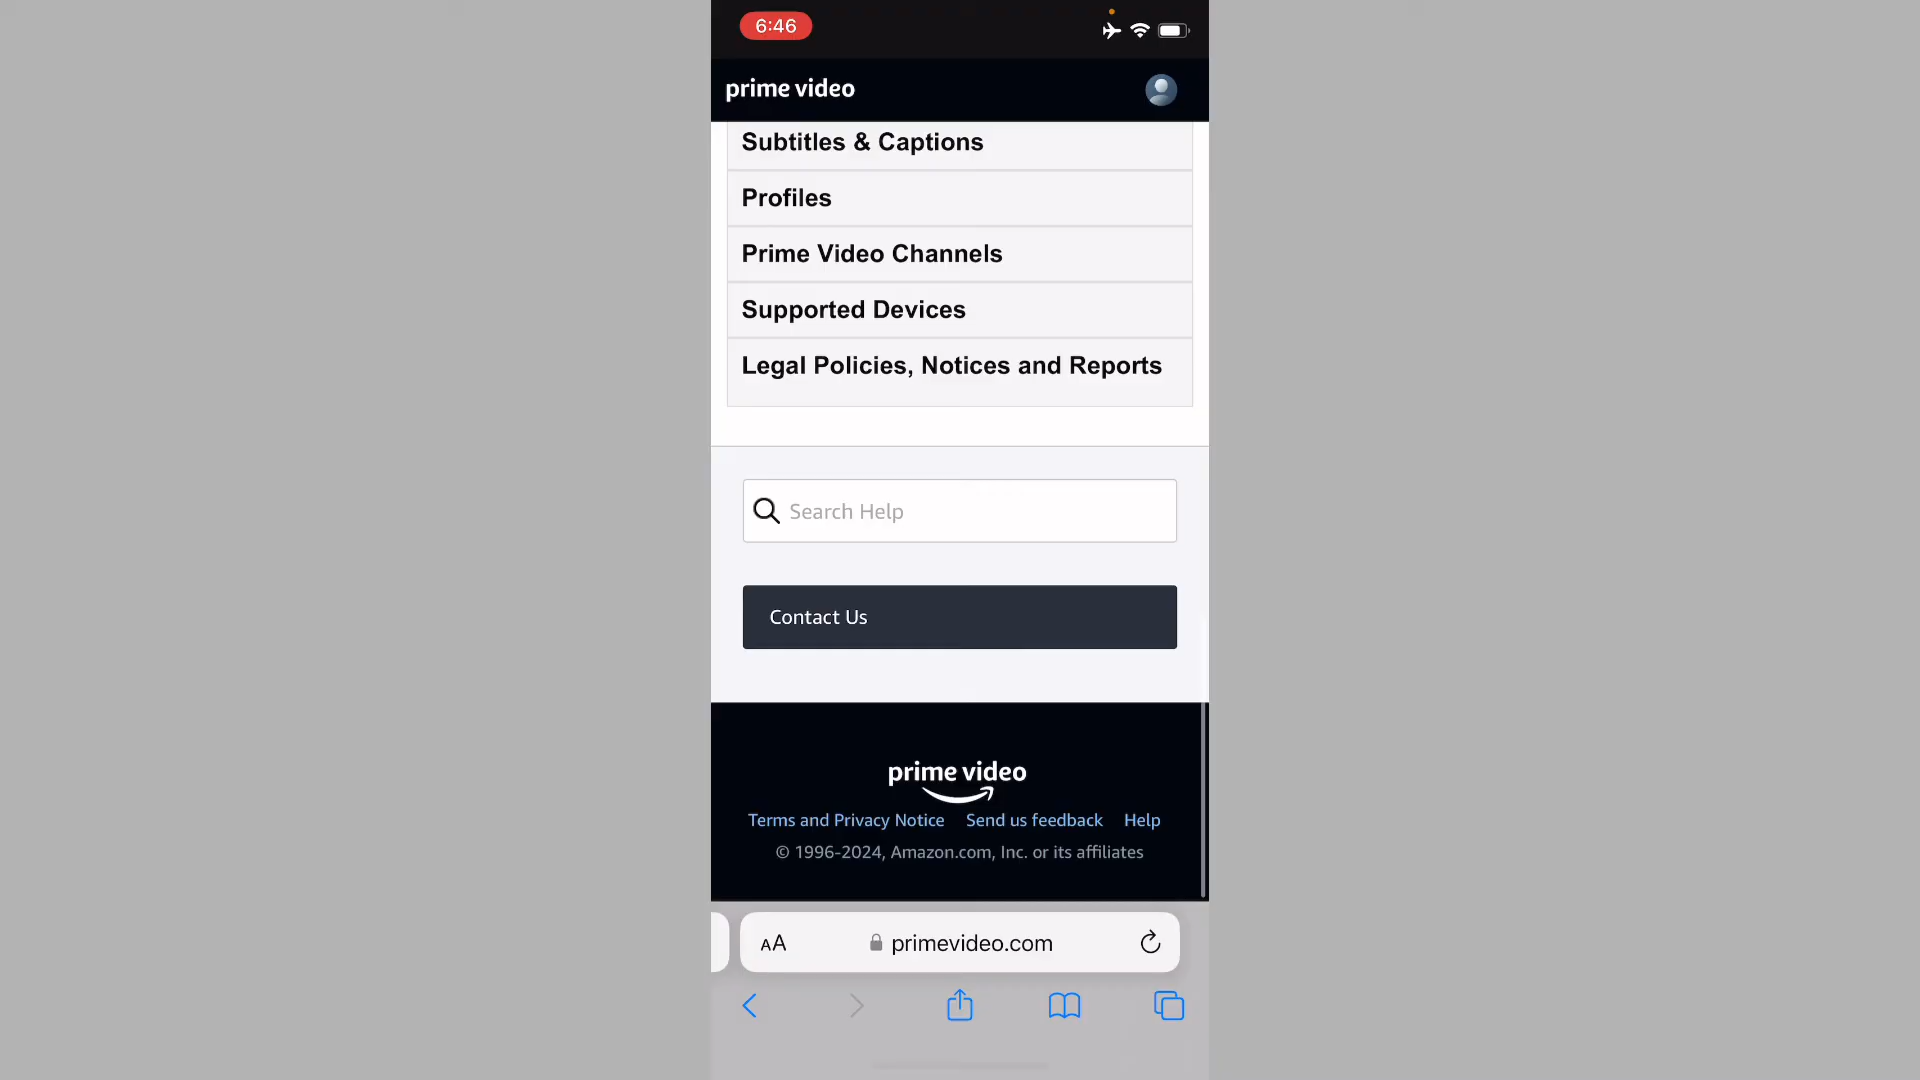 6:46
prime video
Subtitles & Captions
Profiles
Prime Video Channels
Supported Devices
Legal Policies, Notices and Reports
Search Help
Contact Us
prime video
Terms and Privacy Notice Send us feedback Help
© 1996-2024, Amazon.com, Inc. or its affiliates
AA primevideo.com